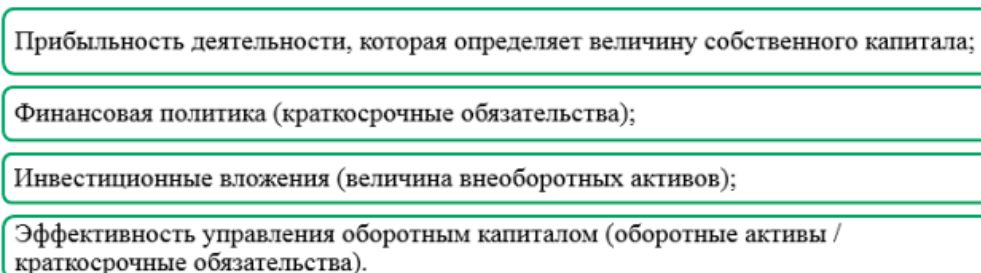 Прибыльность деятельности, которая определяет величину собственного капитала;
Финансовая политика (краткосрочные обязательства);
Инвестиционные вложения (величина внеоборотных активов);
Эффективность управления оборотным капиталом (оборотные активы /
краткосрочные обязательства).